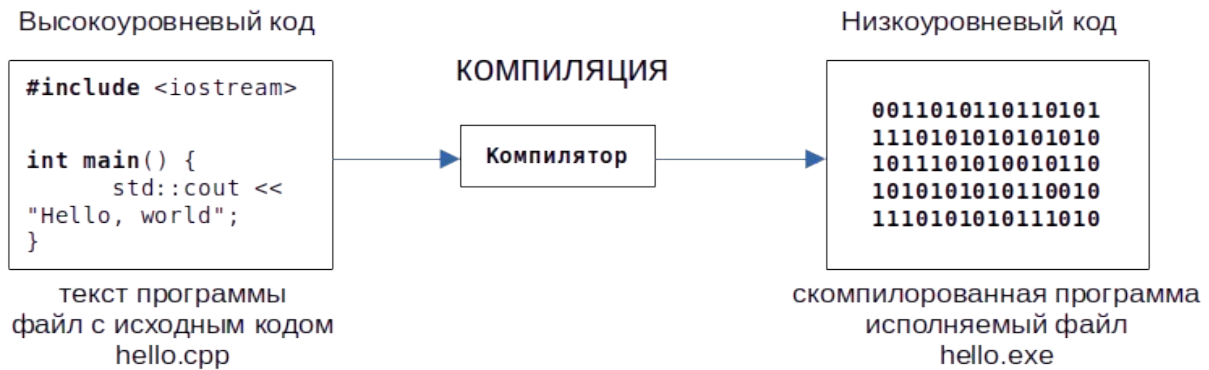 Высокоуровневый код
#include <iostream>
int main() {
std::cout <<
"Hello, world";
}
текст программы
файл с исходным кодом
hello.cpp
КОМПИЛЯЦИЯ
Компилятор
Низкоуровневый код
0011010110110101
1110101010101010
1011101010010110
1010101010110010
1110101010111010
скомпилорованная программа
исполняемый файл
hello.exe